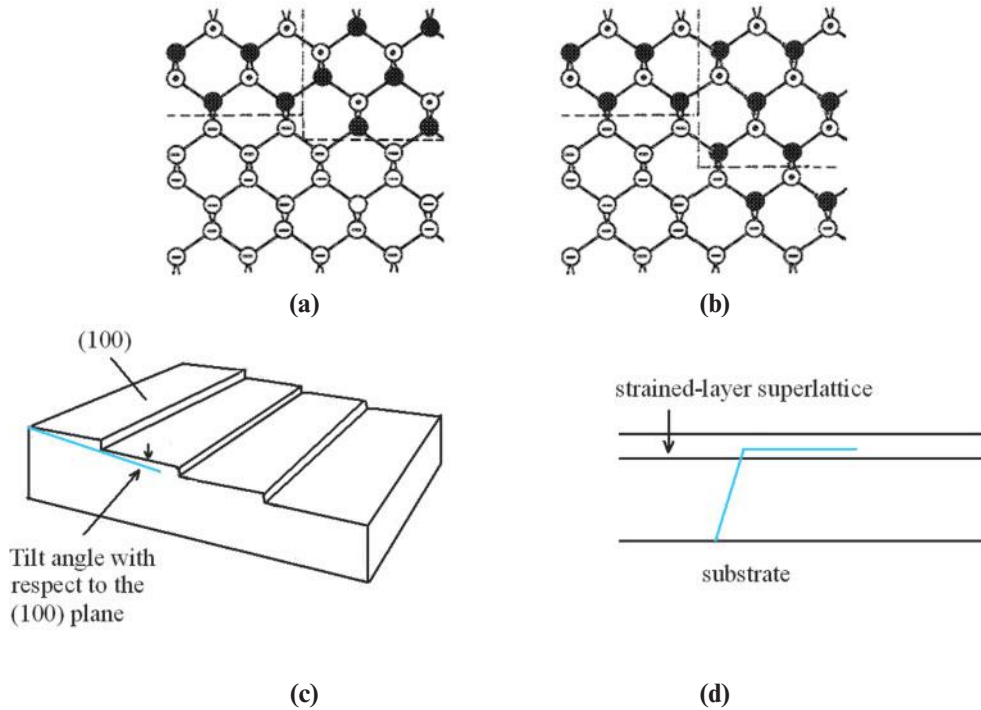 (a)
(b)
(100)
Tilt angle with
respect to the
(100) plane
strained-layer superlattice
substrate
(c)
(d)